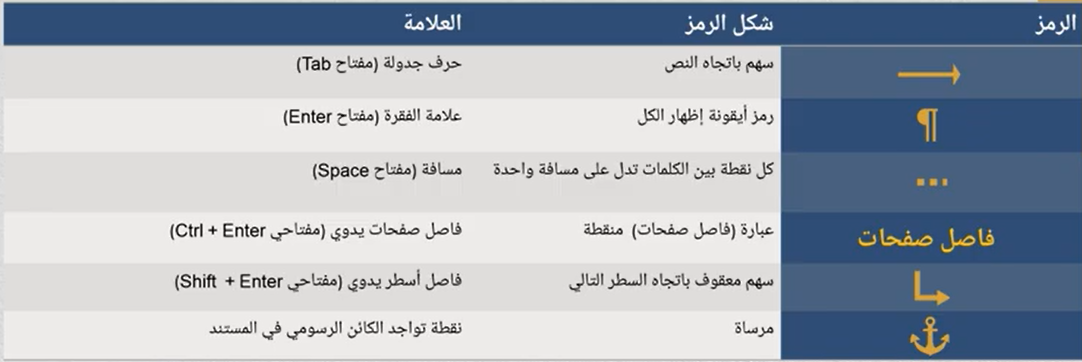 الرمز شكل الرمز العلامة
→ سهم باتجاه النص حرف جدولة (مفتاح Tab)
¶ رمز أيقونة إظهار الكل علامة الفقرة (مفتاح Enter)
... كل نقطة بين الكلمات تدل على مسافة واحدة مسافة (مفتاح Space)
فاصل صفحات عبارة (فاصل صفحات) منقطة فاصل صفحات يدوي (مفتاحي Ctrl + Enter)
سهم معقوف باتجاه السطر التالي فاصل أسطر يدوي (مفتاحي Shift + Enter)
مرساة نقطة تواجد الكائن الرسومي في المستند